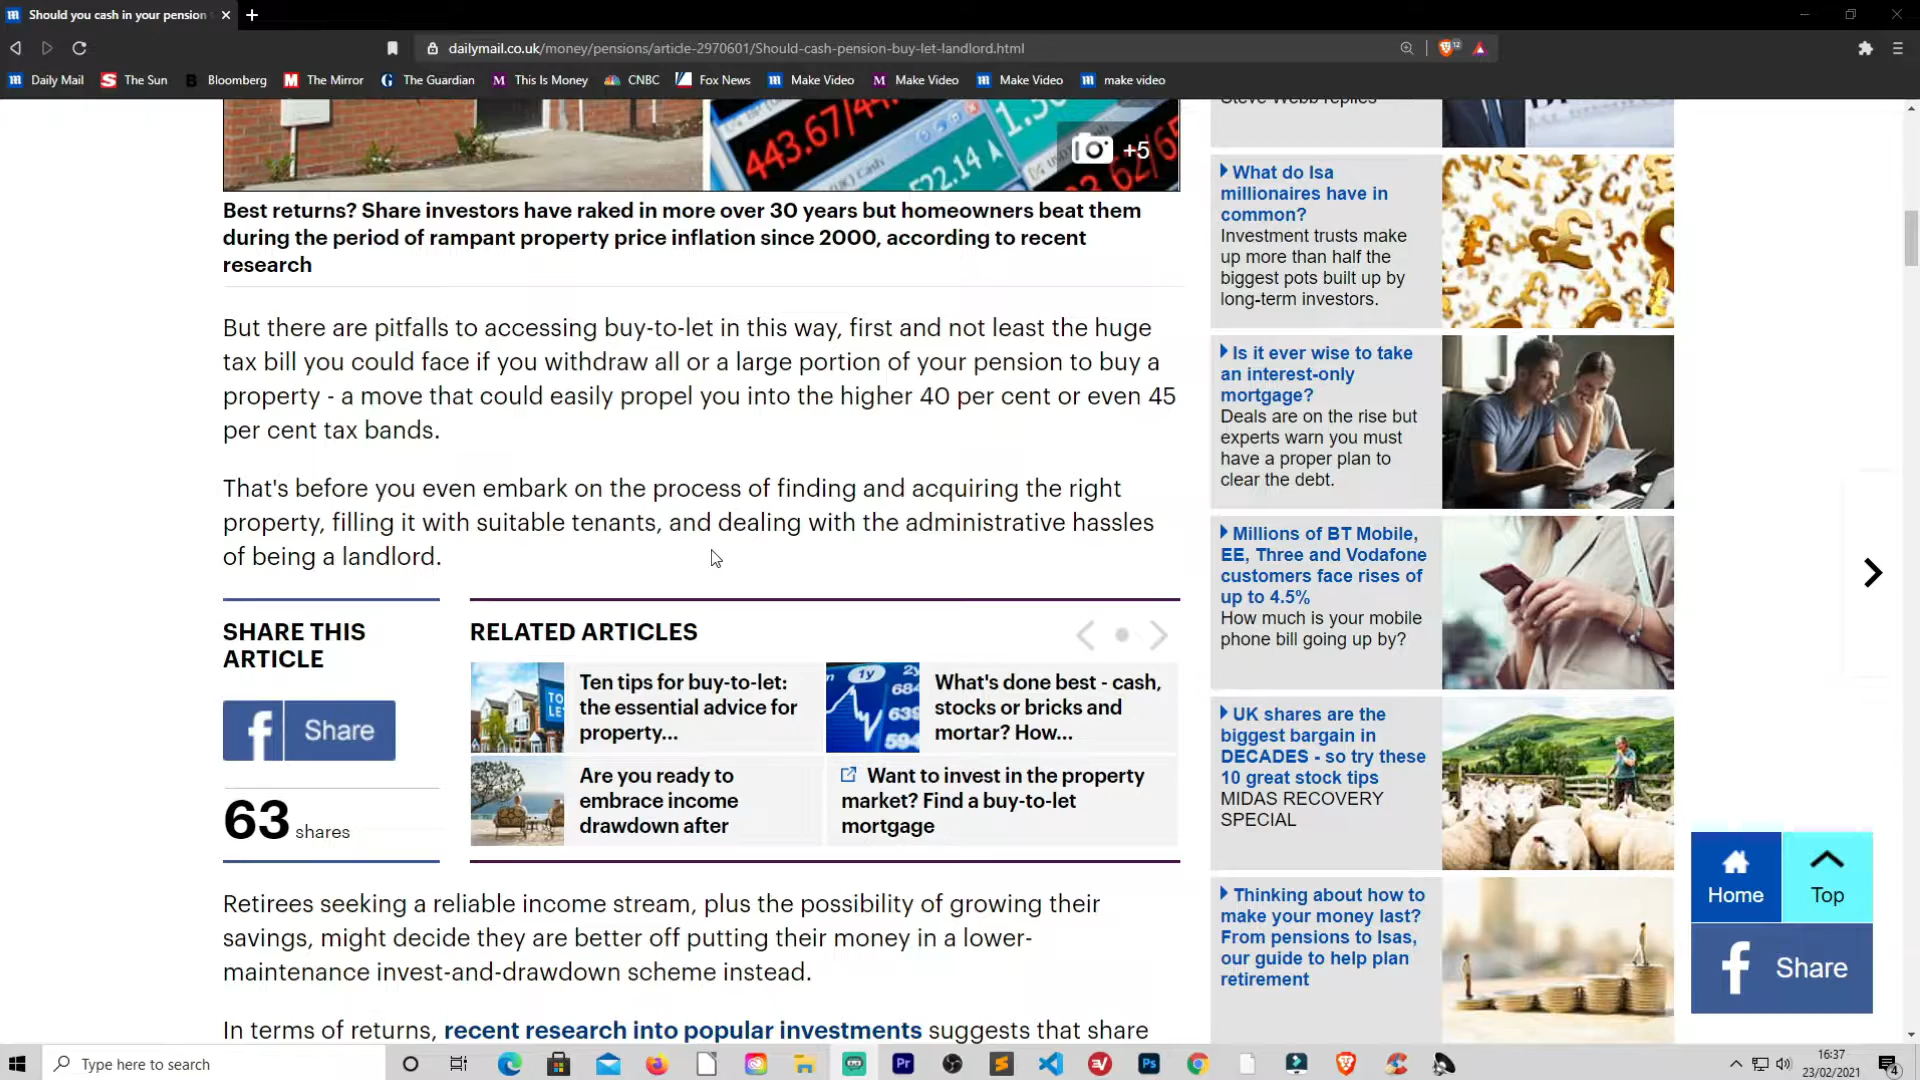 Should you cash in your pension
dailymail.co.uk/money/pensions/article-2970601/Should-cash-pension-buy-let-landlord.html
12
Daily Mail
The Sun
Bloomberg
The Mirror
The Guardian
This Is Money
CNBC
Fox News
Make Video
Make Video
Make Video
make video
443.67/44
522.14
+5
Best returns? Share investors have raked in more over 30 years but homeowners beat them
during the period of rampant property price inflation since 2000, according to recent
research
But there are pitfalls to accessing buy-to-let in this way, first and not least the huge
tax bill you could face if you withdraw all or a large portion of your pension to buy a
property - a move that could easily propel you into the higher 40 per cent or even 45
per cent tax bands.
That's before you even embark on the process of finding and acquiring the right
property, filling it with suitable tenants, and dealing with the administrative hassles
of being a landlord.
SHARE THIS
ARTICLE
Share
63 shares
RELATED ARTICLES
Ten tips for buy-to-let:
the essential advice for
property...
What's done best - cash,
stocks or bricks and
mortar? How...
Are you ready to
embrace income
drawdown after
Want to invest in the property
market? Find a buy-to-let
mortgage
Retirees seeking a reliable income stream, plus the possibility of growing their
savings, might decide they are better off putting their money in a lower-
maintenance invest-and-drawdown scheme instead.
In terms of returns, recent research into popular investments suggests that share
Steve Webb replies
What do Isa
millionaires have in
common?
Investment trusts make
up more than half the
biggest pots built up by
long-term investors.
Is it ever wise to take
an interest-only
mortgage?
Deals are on the rise but
experts warn you must
have a proper plan to
clear the debt.
Millions of BT Mobile,
EE, Three and Vodafone
customers face rises of
up to 4.5%
How much is your mobile
phone bill going up by?
UK shares are the
biggest bargain in
DECADES - so try these
10 great stock tips
MIDAS RECOVERY
SPECIAL
Thinking about how to
make your money last?
From pensions to Isas,
our guide to help plan
retirement
Home
Top
Share
Type here to search
16:37
23/02/2021
4